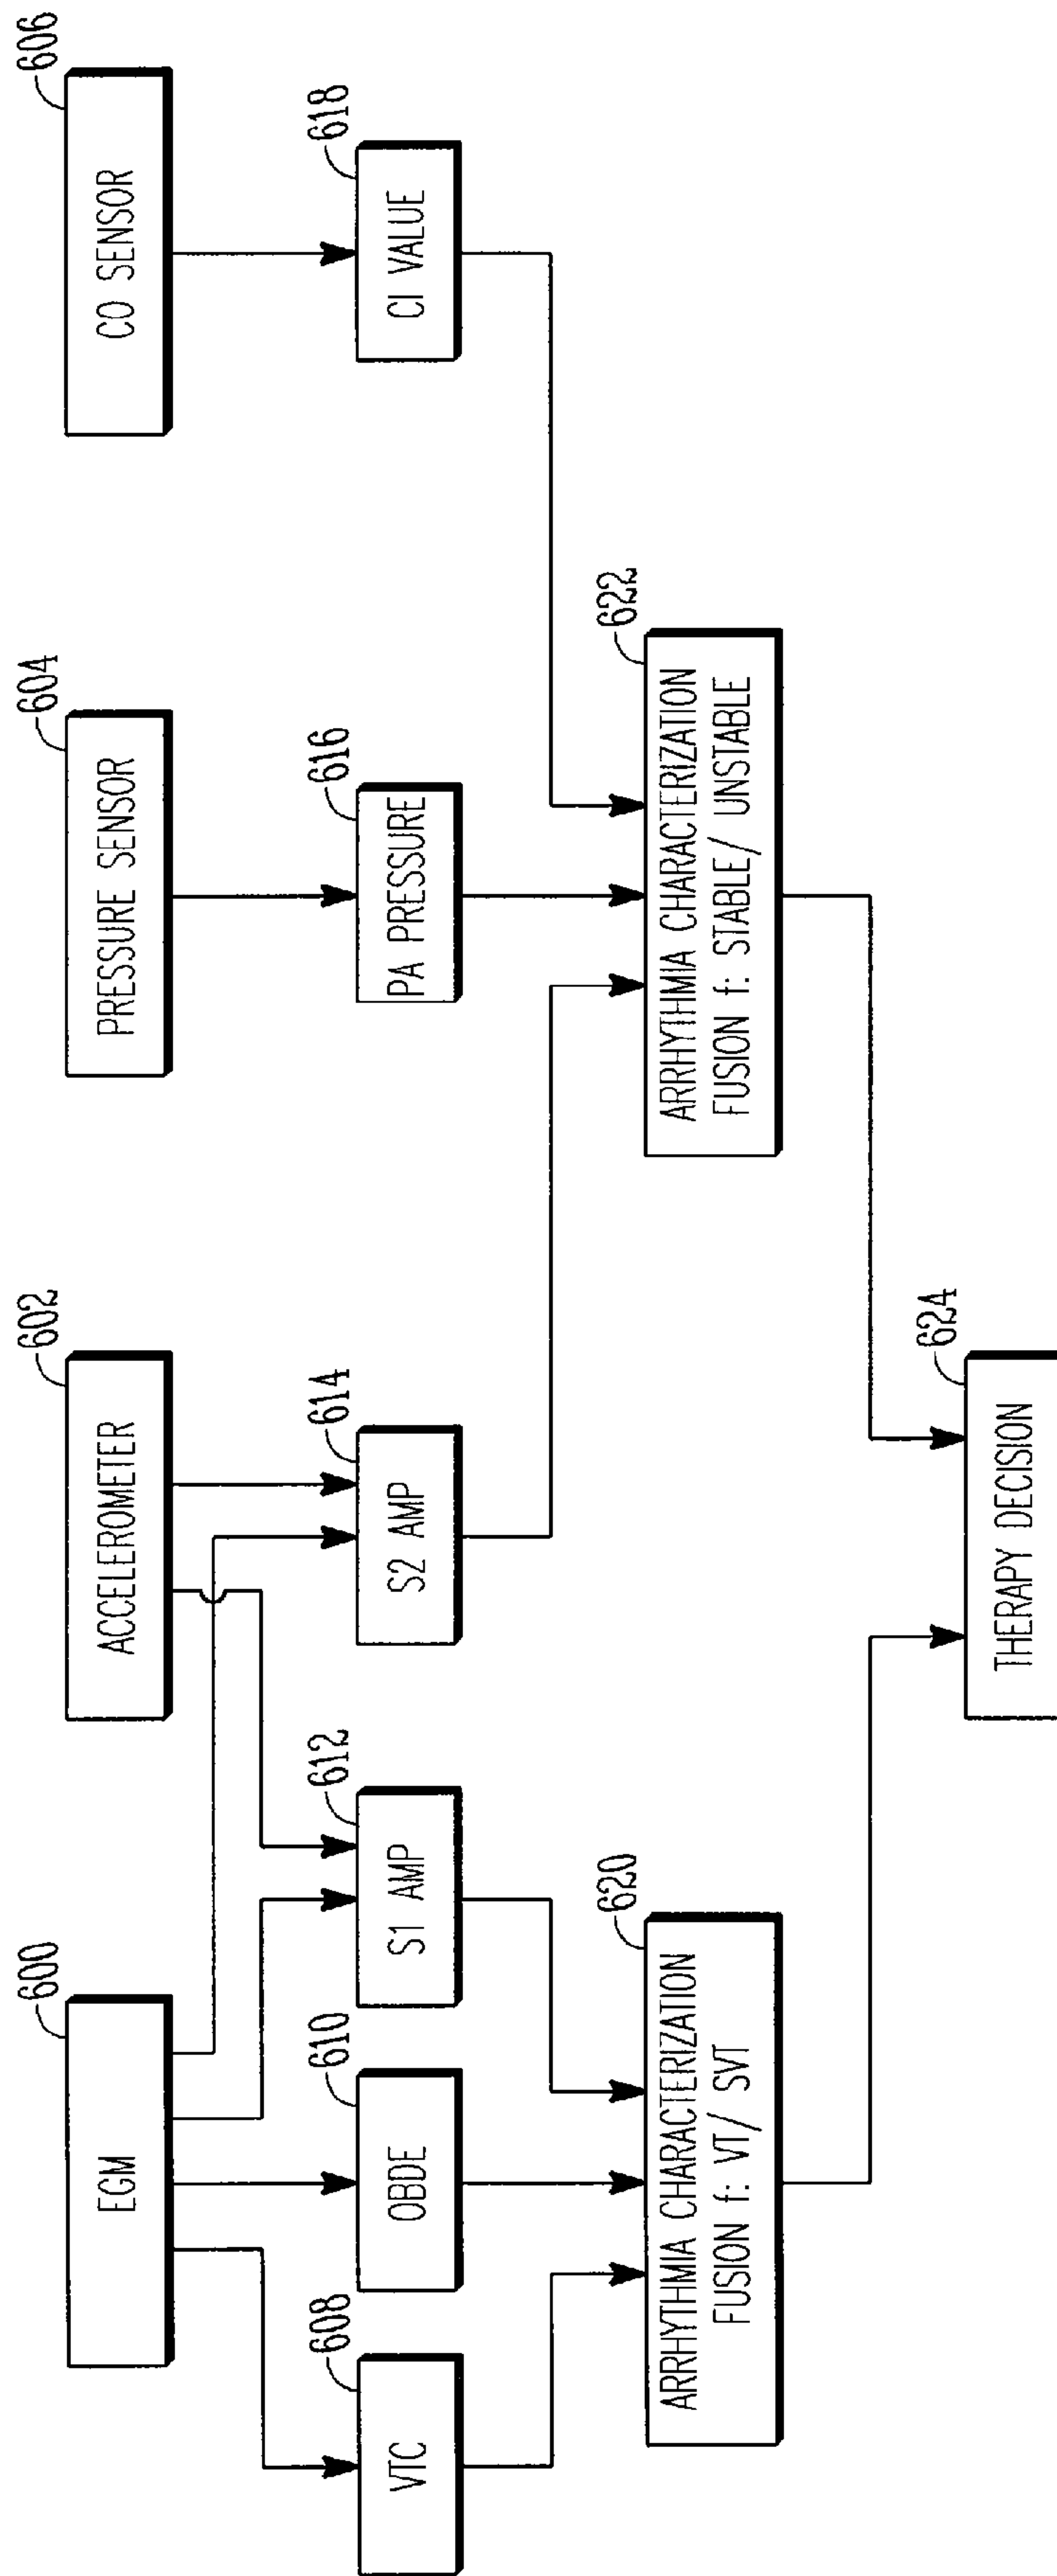 600
EGM
602
ACCELEROMETER
604
PRESSURE SENSOR
606
CO SENSOR
608
VTC
610
OBDE
612
S1 AMP
614
S2 AMP
616
PA PRESSURE
618
CI VALUE
620
ARRHYTHMIA CHARACTERIZATION
FUSION f: VT/ SVT
622
ARRHYTHMIA CHARACTERIZATION
FUSION f: STABLE/ UNSTABLE
624
THERAPY DECISION